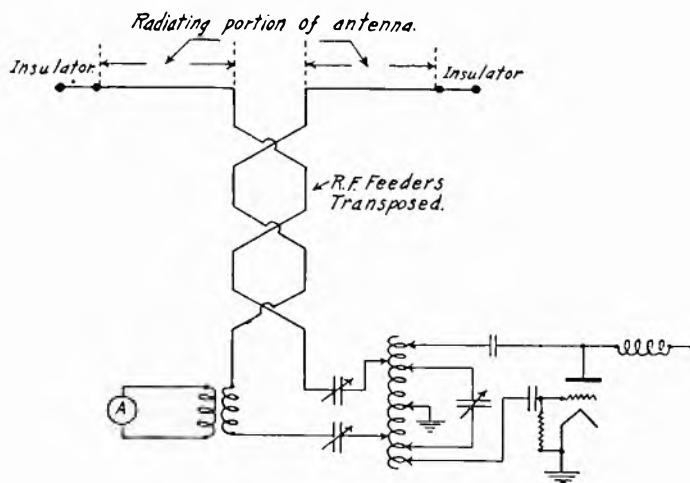 Radiating portion of antenna.
Insulator.
Insulator
R.F. Feeders
Transposed.
A